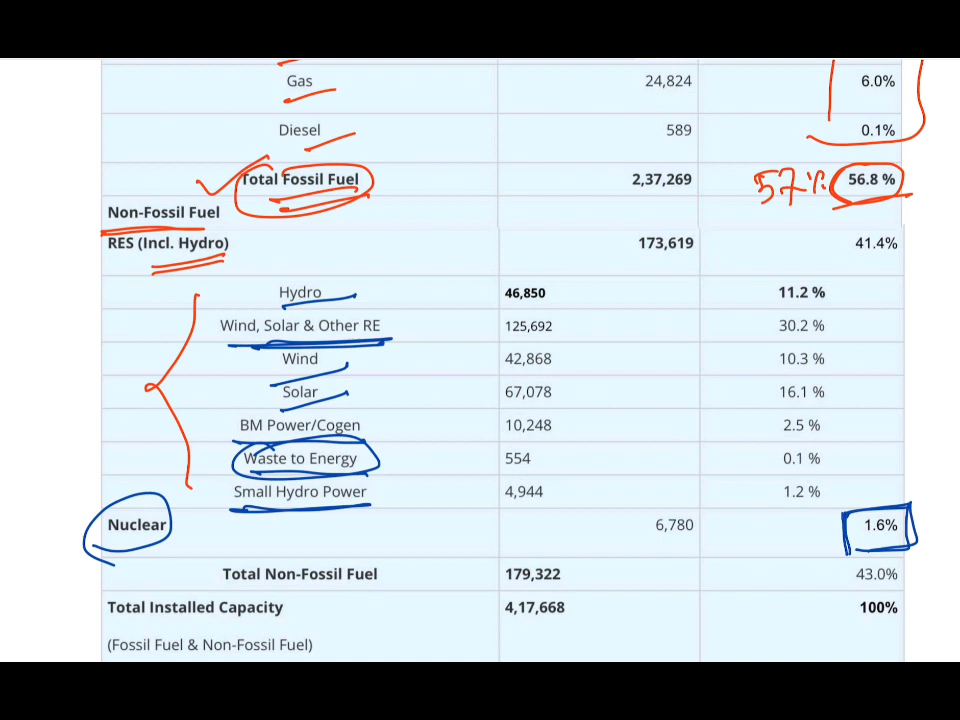 Gas 24,824 6.0%
Diesel 589 0.1%
Total Fossil Fuel 2,37,269 57% 56.8 %
Non-Fossil Fuel
RES (Incl. Hydro) 173,619 41.4%
Hydro 46,850 11.2 %
Wind, Solar & Other RE 125,692 30.2 %
Wind 42,868 10.3 %
Solar 67,078 16.1 %
BM Power/Cogen 10,248 2.5 %
Waste to Energy 554 0.1 %
Small Hydro Power 4,944 1.2 %
Nuclear 6,780 1.6%
Total Non-Fossil Fuel 179,322 43.0%
Total Installed Capacity 4,17,668 100%
(Fossil Fuel & Non-Fossil Fuel)